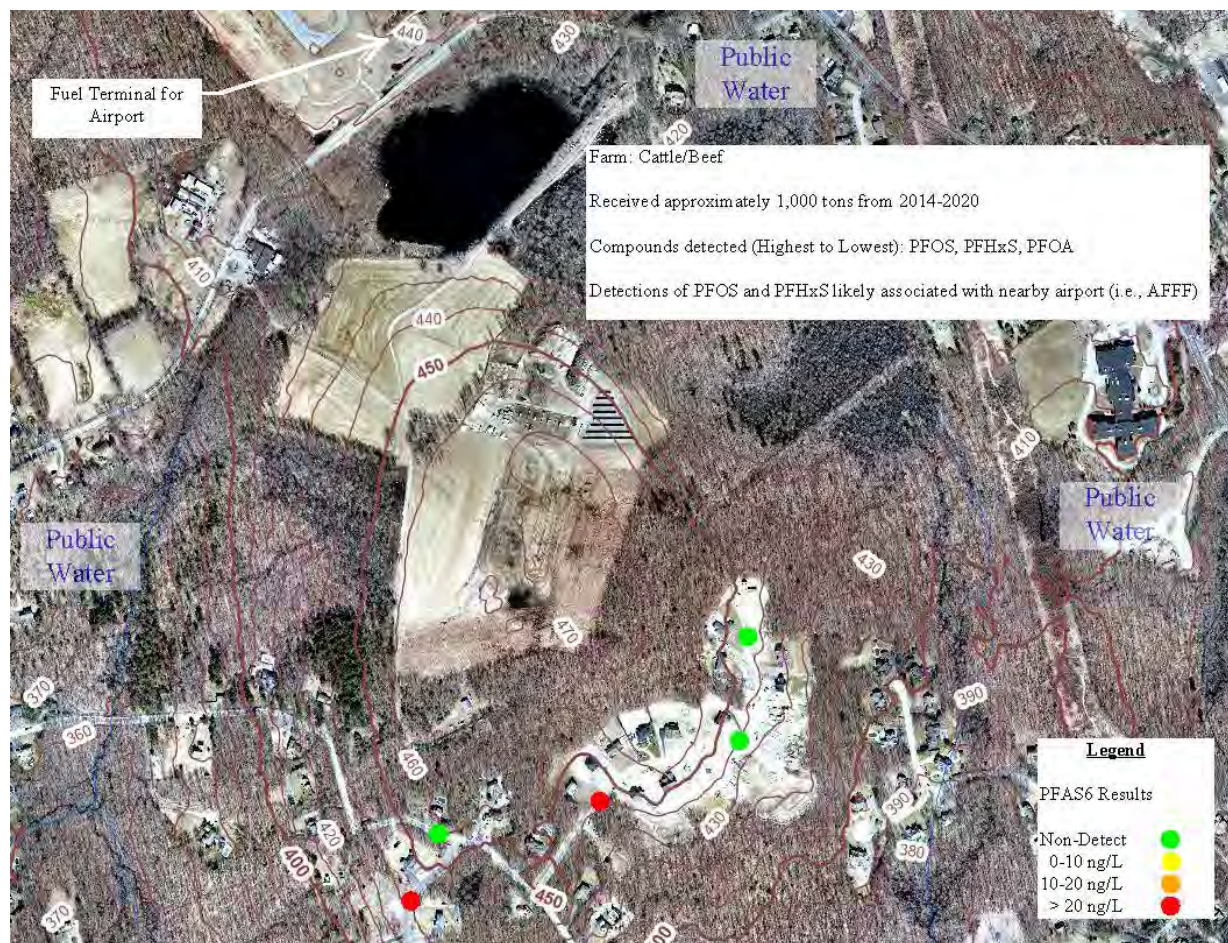 440
430
Public
Water
Fuel Terminal for
Airport
420
Farm: Cattle/Beef
Received approximately 1,000 tons from 2014-2020
Compounds detected (Highest to Lowest): PFOS, PFHxS, PFOA
Detections of PFOS and PFHxS likely associated with nearby airport (i.e., AFFF)
410
440
450
410
Public
Water
Public
Water
430
470
370
360
390
460
Legend
PFAS6 Results
Non-Detect
0-10 ng/L
10-20 ng/L
> 20 ng/L
390
430
420
400
380
450
370